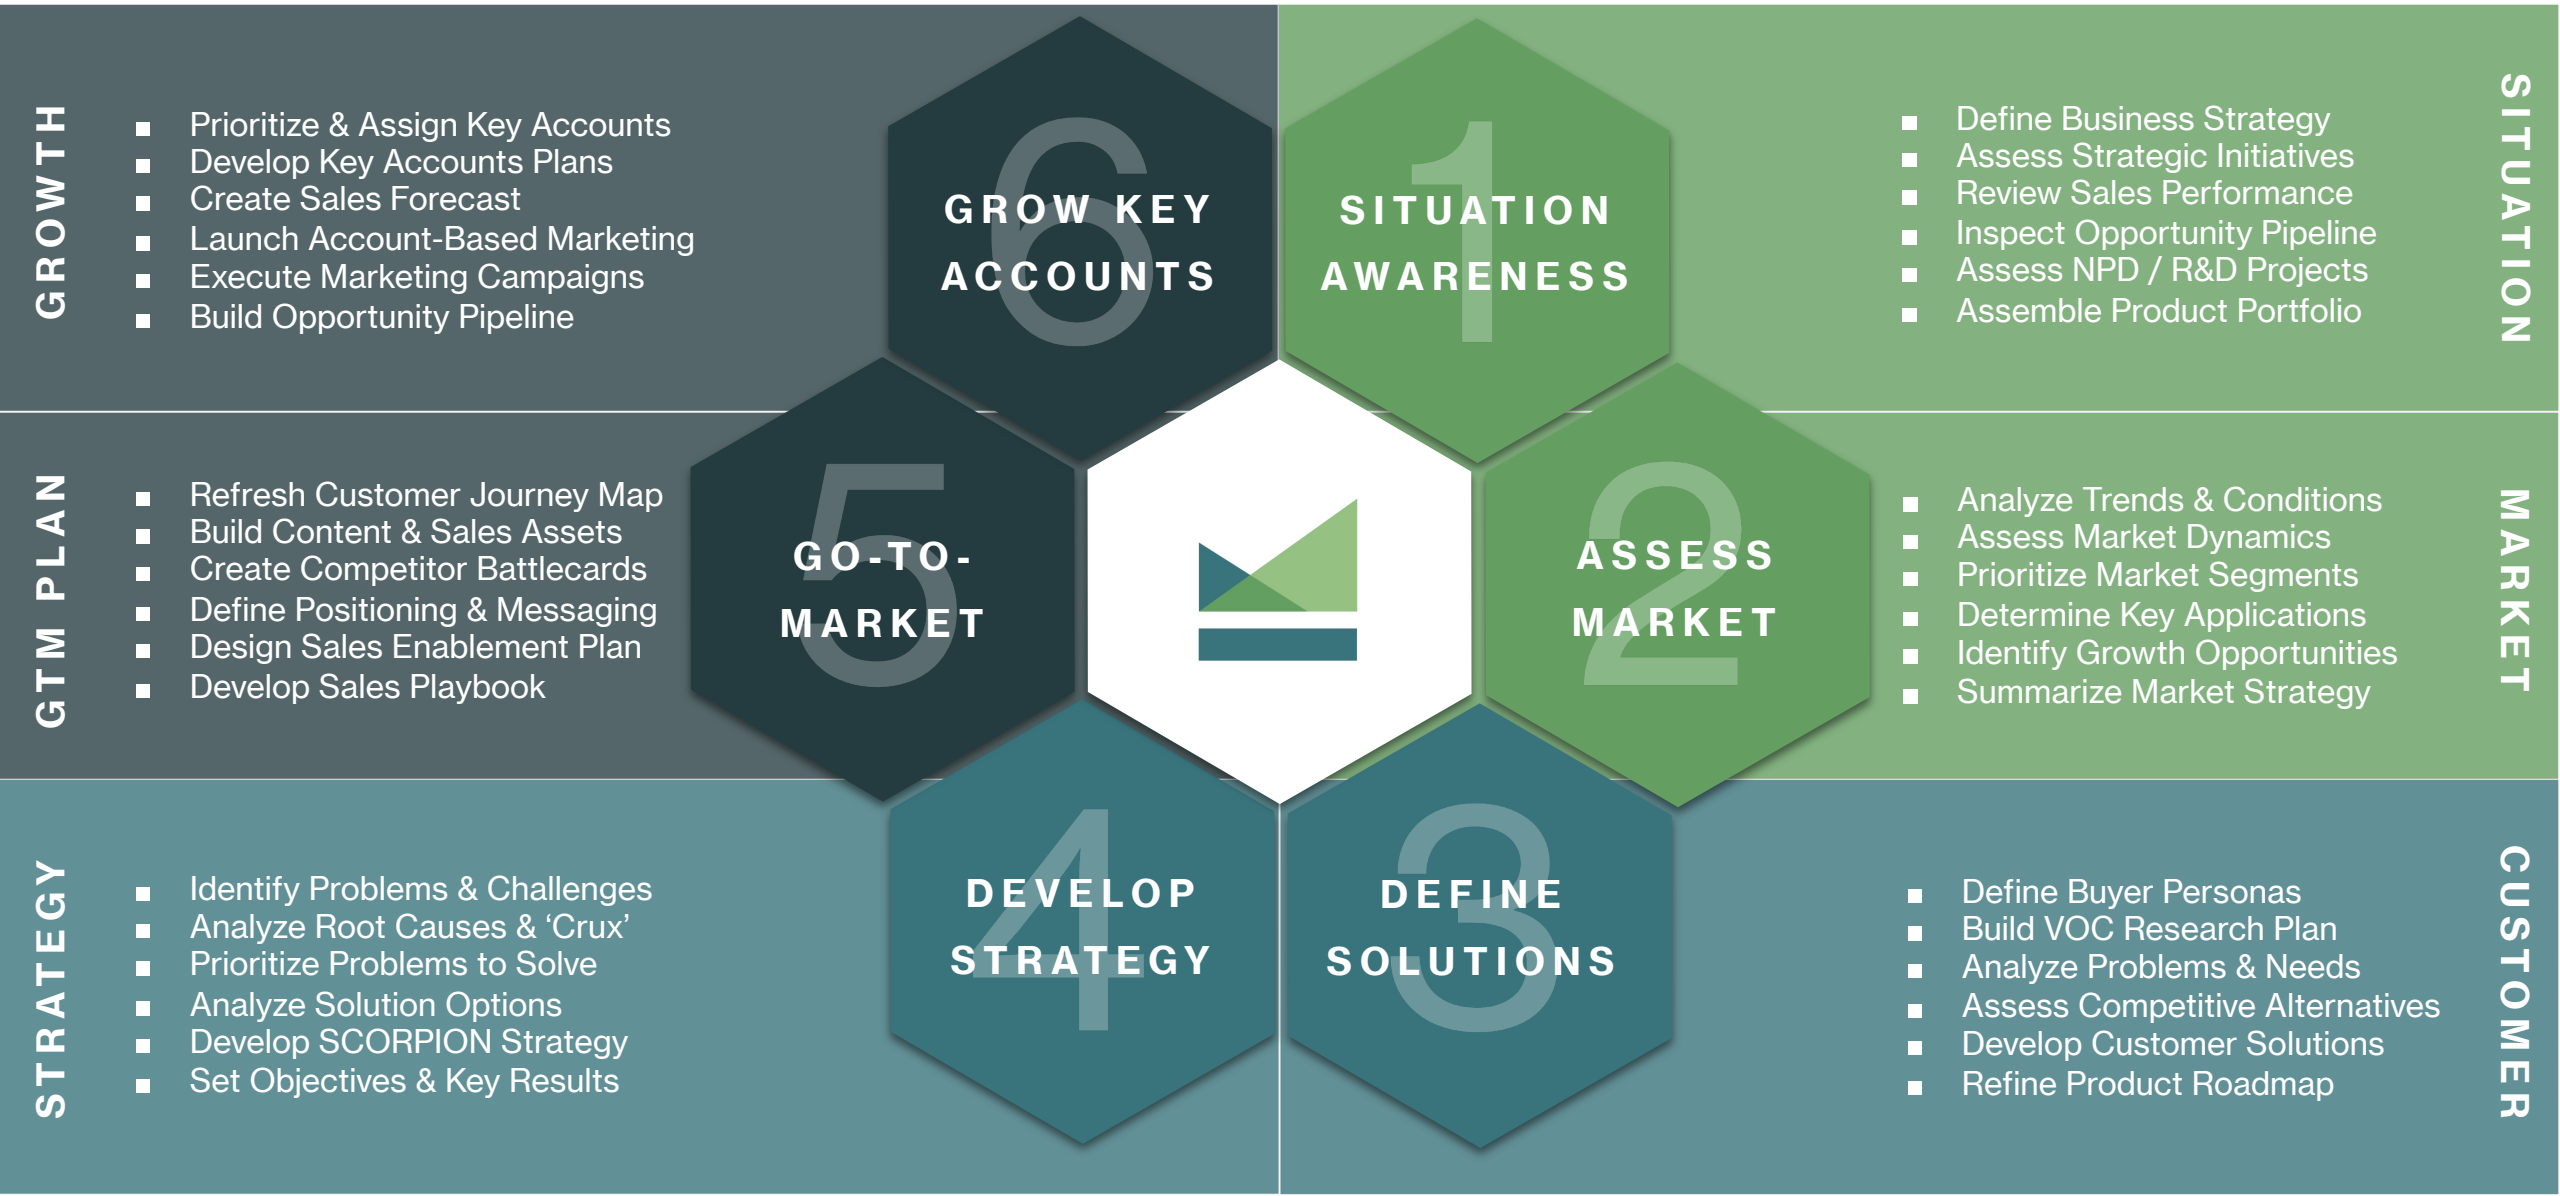 SITUATION
1
SITUATION
AWARENESS
■ Define Business Strategy
■ Assess Strategic Initiatives
■ Review Sales Performance
■ Inspect Opportunity Pipeline
■ Assess NPD / R&D Projects
■ Assemble Product Portfolio
MARKET
2
ASSESS
MARKET
■ Analyze Trends & Conditions
■ Assess Market Dynamics
■ Prioritize Market Segments
■ Determine Key Applications
■ Identify Growth Opportunities
■ Summarize Market Strategy
CUSTOMER
3
DEFINE
SOLUTIONS
■ Define Buyer Personas
■ Build VOC Research Plan
■ Analyze Problems & Needs
■ Assess Competitive Alternatives
■ Develop Customer Solutions
■ Refine Product Roadmap
STRATEGY
4
DEVELOP
STRATEGY
■ Identify Problems & Challenges
■ Analyze Root Causes & ‘Crux’
■ Prioritize Problems to Solve
■ Analyze Solution Options
■ Develop SCORPION Strategy
■ Set Objectives & Key Results
GTM PLAN
5
GO-TO-
MARKET
■ Refresh Customer Journey Map
■ Build Content & Sales Assets
■ Create Competitor Battlecards
■ Define Positioning & Messaging
■ Design Sales Enablement Plan
■ Develop Sales Playbook
GROWTH
6
GROW KEY
ACCOUNTS
■ Prioritize & Assign Key Accounts
■ Develop Key Accounts Plans
■ Create Sales Forecast
■ Launch Account-Based Marketing
■ Execute Marketing Campaigns
■ Build Opportunity Pipeline